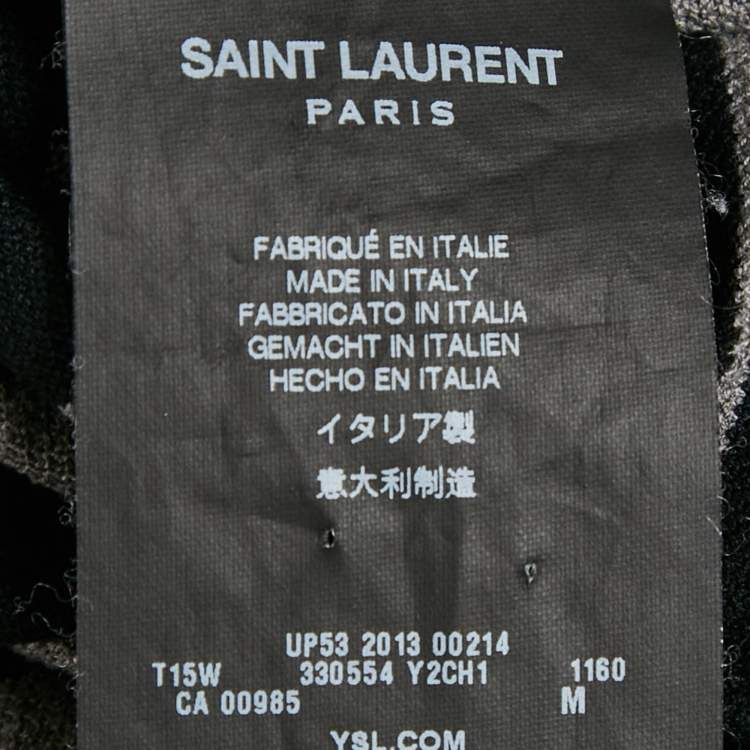 SAINT LAURENT
PARIS
FABRIQUÉ EN ITALIE
MADE IN ITALY
FABBRICATO IN ITALIA
GEMACHT IN ITALIEN
HECHO EN ITALIA
イタリア製
意大利制造
UP53 2013 00214
T15W 330554 Y2CH1 1160
CA 00985 M
YSL.COM